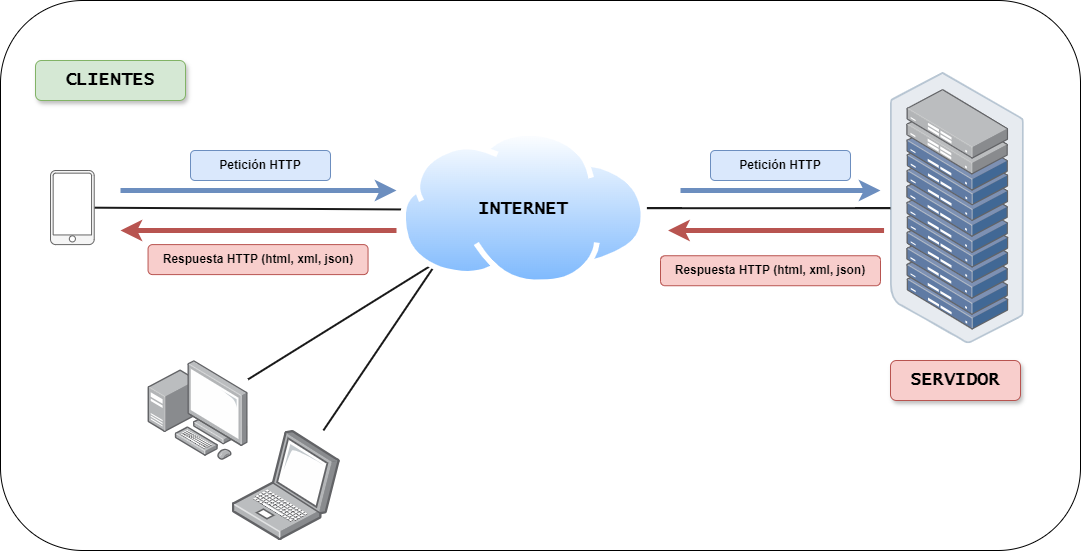 CLIENTES
Petición HTTP
Petición HTTP
INTERNET
Respuesta HTTP (html, xml, json)
Respuesta HTTP (html, xml, json)
SERVIDOR